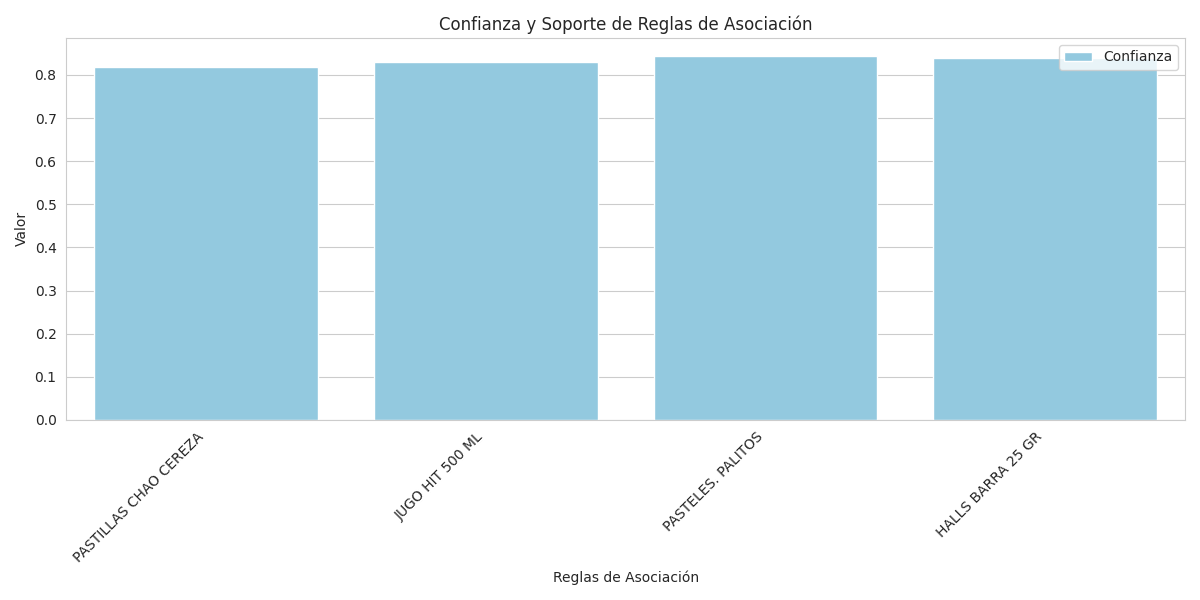 Confianza y Soporte de Reglas de Asociación
Confianza
Valor
0.8
0.7
0.6
0.5
0.4
0.3
0.2
0.1
0.0
PASTILLAS CHAO CEREZA
JUGO HIT 500 ML
PASTELES. PALITOS
HALLS BARRA 25 GR
Reglas de Asociación